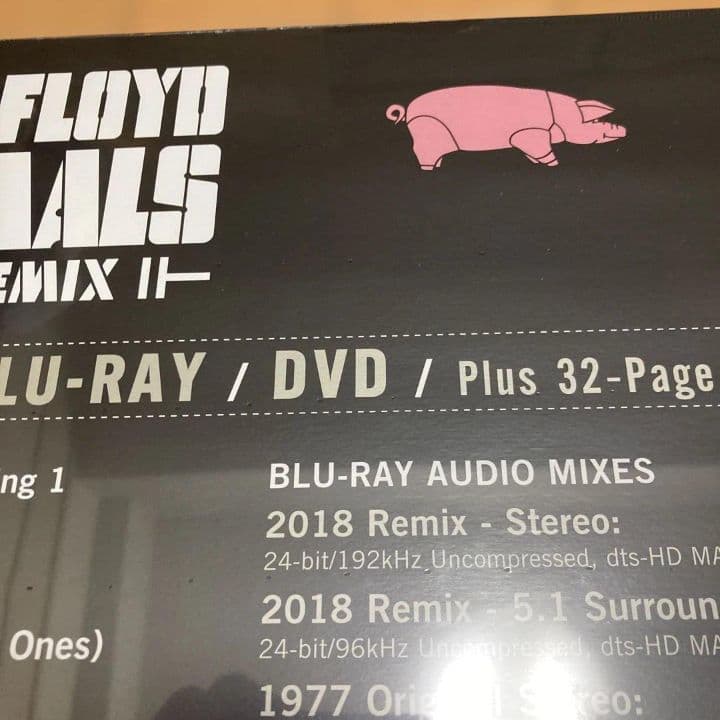 FLOYD
ALS
EMIX
LU-RAY / DVD / Plus 32-Page
ng 1
BLU-RAY AUDIO MIXES
2018 Remix - Stereo:
24-bit/192kHz Uncompressed, dts-HD MA
2018 Remix - 5.1 Surroun
Ones)
24-bit/96kHz Uncompressed, dts-HD MA
1977 Original Stereo: